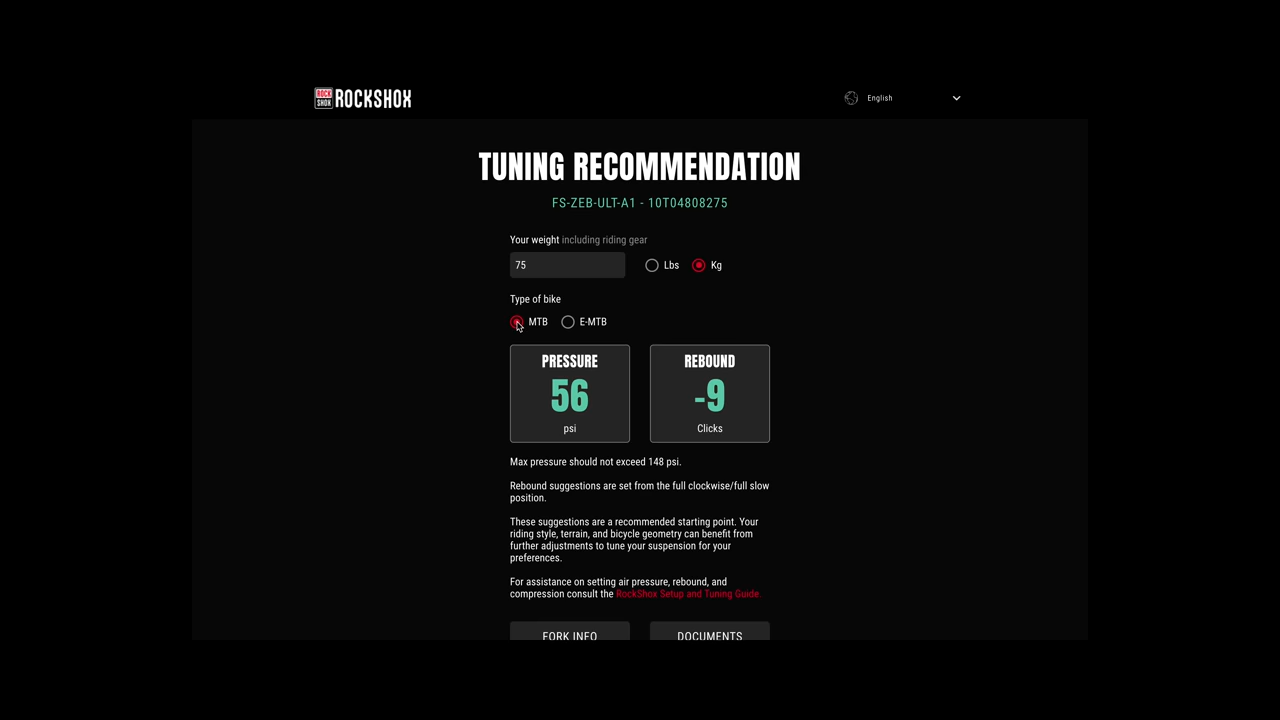 ROCK
SHOX
ROCKSHOX
English
TUNING RECOMMENDATION
FS-ZEB-ULT-A1 - 10T04808275
Your weight including riding gear
75
Lbs
Kg
Type of bike
MTB
E-MTB
PRESSURE
REBOUND
56
-9
psi
Clicks
Max pressure should not exceed 148 psi.
Rebound suggestions are set from the full clockwise/full slow
position.
These suggestions are a recommended starting point. Your
riding style, terrain, and bicycle geometry can benefit from
further adjustments to tune your suspension for your
preferences.
For assistance on setting air pressure, rebound, and
compression consult the RockShox Setup and Tuning Guide.
FORK INFO
DOCUMENTS